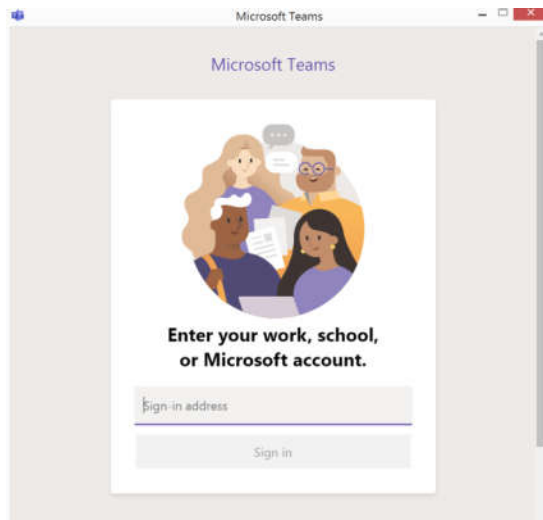 Microsoft Teams
Microsoft Teams
Enter your work, school,
or Microsoft account.
Sign-in address
Sign in